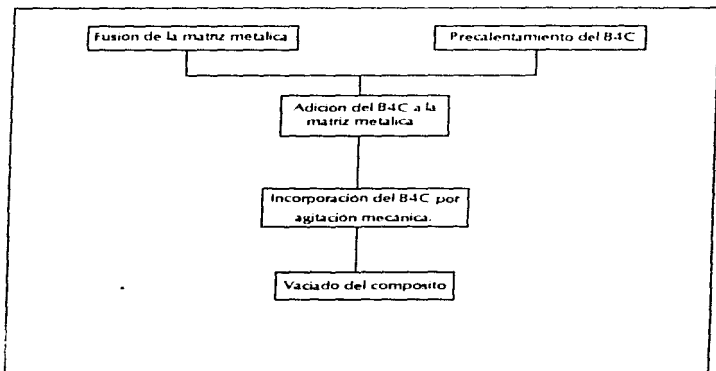 Fusion de la matriz metalica
Precalentamiento del B4C
Adicion del B4C a la
matriz metalica
Incorporación del B4C por
agitación mecánica.
Vaciado del composito